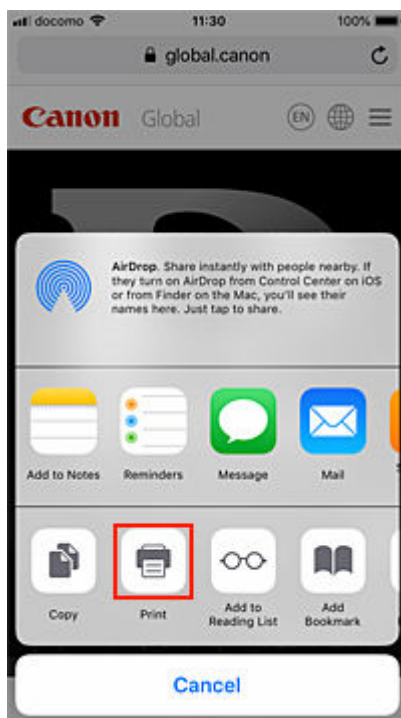 docomo 11:30 100%
global.canon
Canon Global EN
AirDrop. Share instantly with people nearby. If
they turn on AirDrop from Control Center on iOS
or from Finder on the Mac, you'll see their
names here. Just tap to share.
Add to Notes Reminders Message Mail
Copy Print Add to
Reading List Add
Bookmark
Cancel